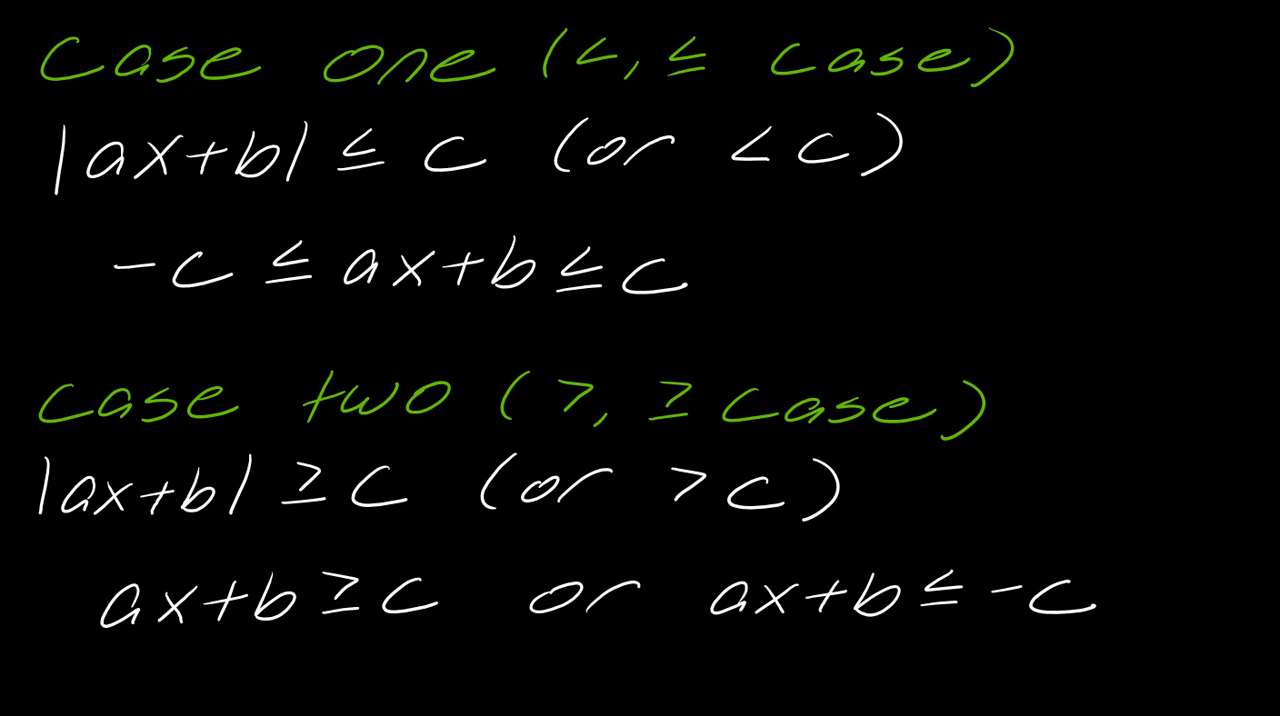 Case one (<, ≤ case)
|ax+b| ≤ c (or < c)
-c ≤ ax+b ≤ c
case two (>, ≥ case)
|ax+b| ≥ c (or > c)
ax+b ≥ c or ax+b ≤ -c